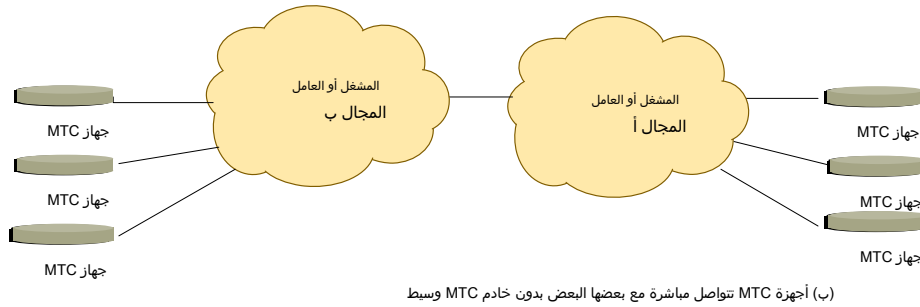 المشغل أو العامل
المجال أ
المشغل أو العامل
المجال ب
جهاز MTC
جهاز MTC
جهاز MTC
جهاز MTC
جهاز MTC
جهاز MTC
(ب) أجهزة MTC تتواصل مباشرة مع بعضها البعض بدون خادم MTC وسيط